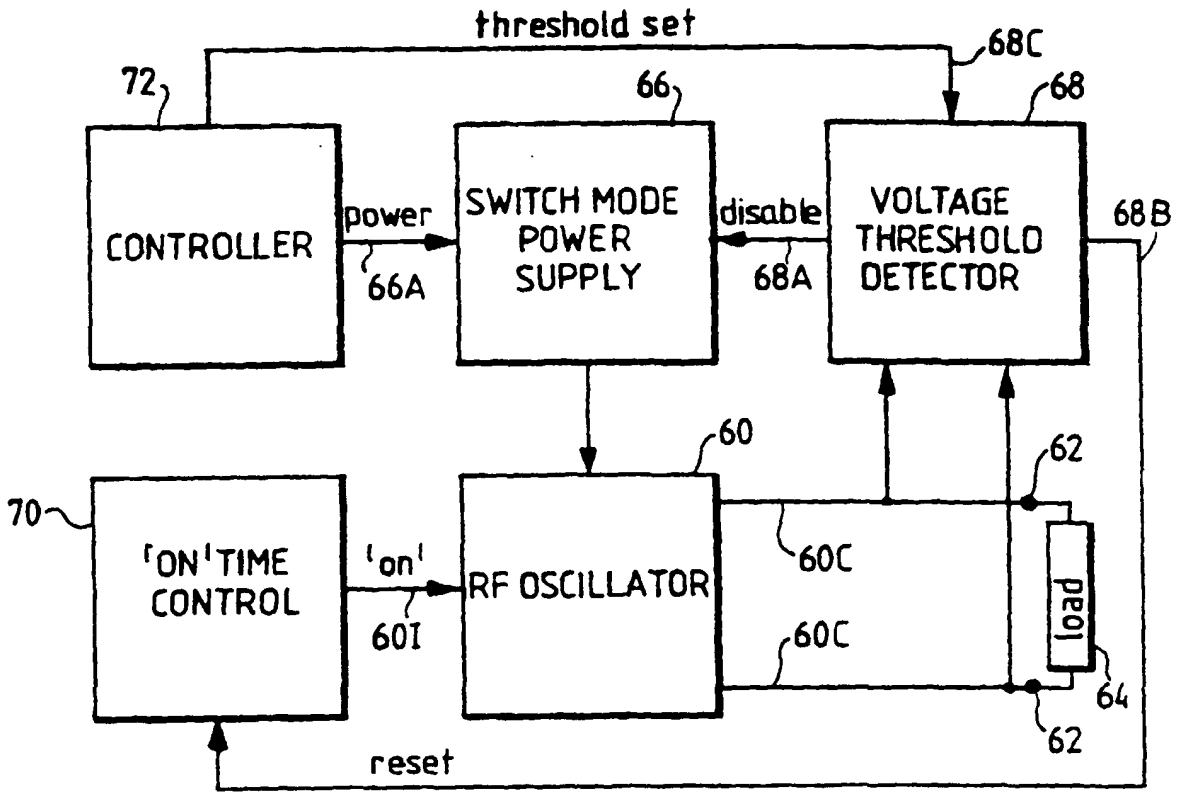 threshold set
68C
72
66
68
CONTROLLER
power
66A
SWITCH MODE
POWER
SUPPLY
disable
68A
VOLTAGE
THRESHOLD
DETECTOR
68B
60
62
70
'ON' TIME
CONTROL
'on'
60I
RF OSCILLATOR
60C
60C
load
64
62
reset